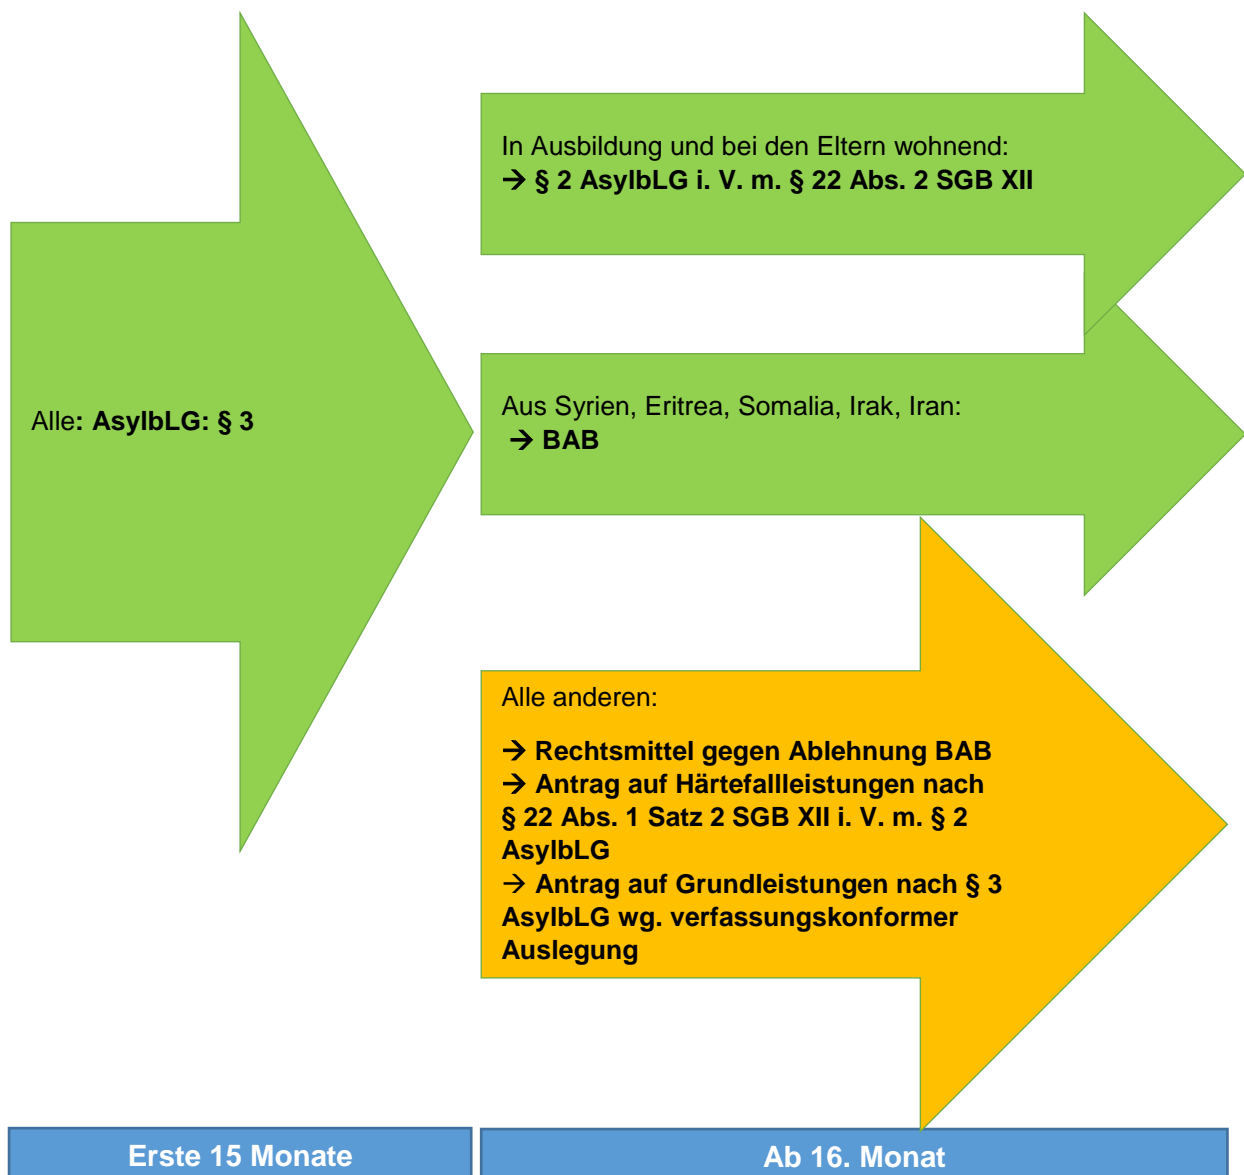 Alle: AsylbLG: § 3
In Ausbildung und bei den Eltern wohnend:
→ § 2 AsylbLG i. V. m. § 22 Abs. 2 SGB XII
Aus Syrien, Eritrea, Somalia, Irak, Iran:
→ BAB
Alle anderen:
→ Rechtsmittel gegen Ablehnung BAB
→ Antrag auf Härtefallleistungen nach
§ 22 Abs. 1 Satz 2 SGB XII i. V. m. § 2
AsylbLG
→ Antrag auf Grundleistungen nach § 3
AsylbLG wg. verfassungskonformer
Auslegung
Erste 15 Monate
Ab 16. Monat